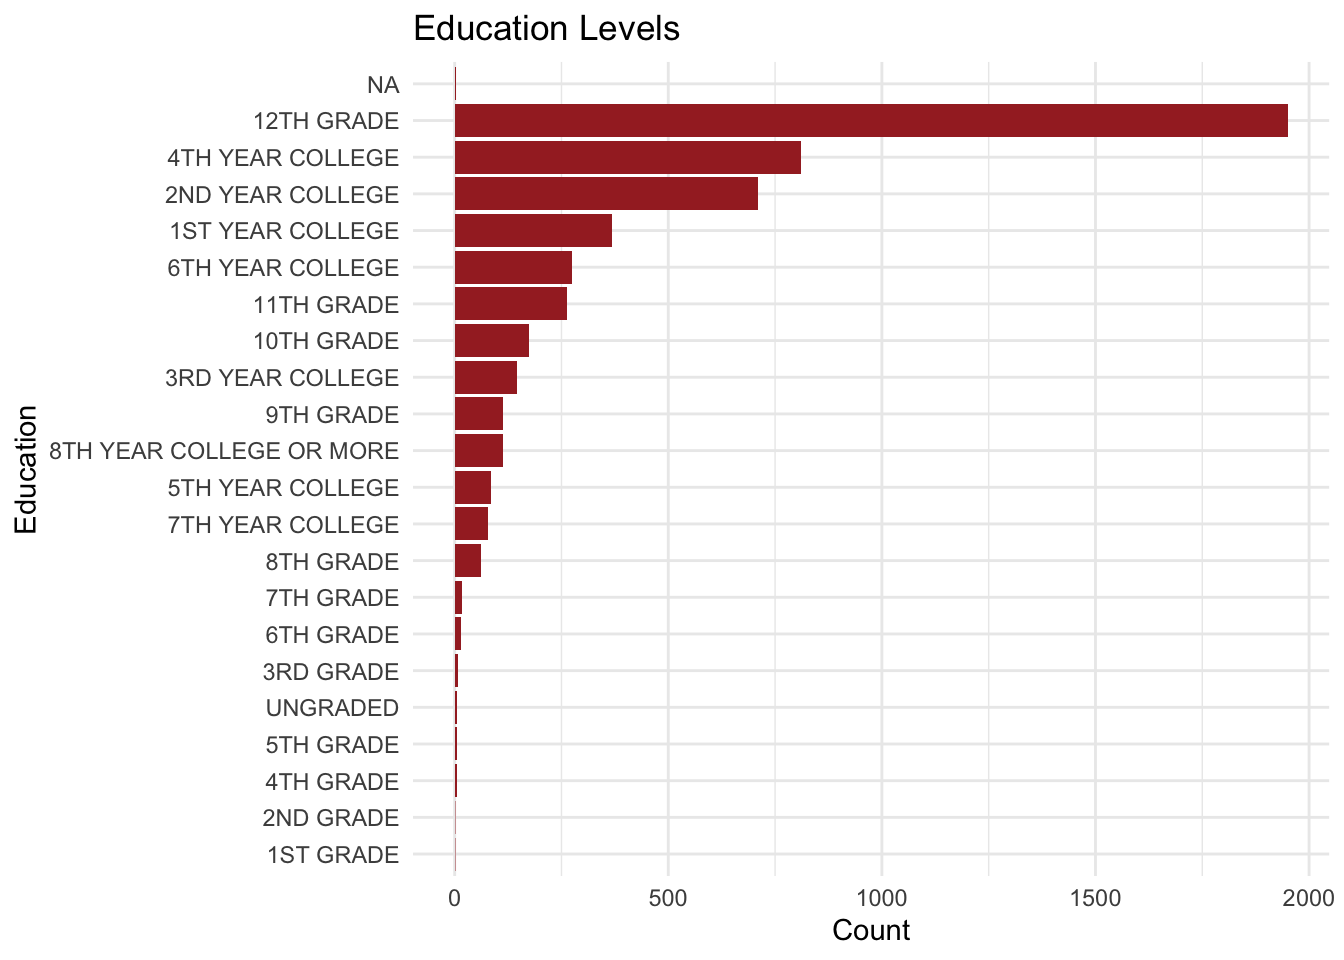 Education Levels
NA
12TH GRADE
4TH YEAR COLLEGE
2ND YEAR COLLEGE
1ST YEAR COLLEGE
6TH YEAR COLLEGE
11TH GRADE
10TH GRADE
3RD YEAR COLLEGE
9TH GRADE
8TH YEAR COLLEGE OR MORE
5TH YEAR COLLEGE
7TH YEAR COLLEGE
8TH GRADE
7TH GRADE
6TH GRADE
3RD GRADE
UNGRADED
5TH GRADE
4TH GRADE
2ND GRADE
1ST GRADE
Education
0 500 1000 1500 2000
Count